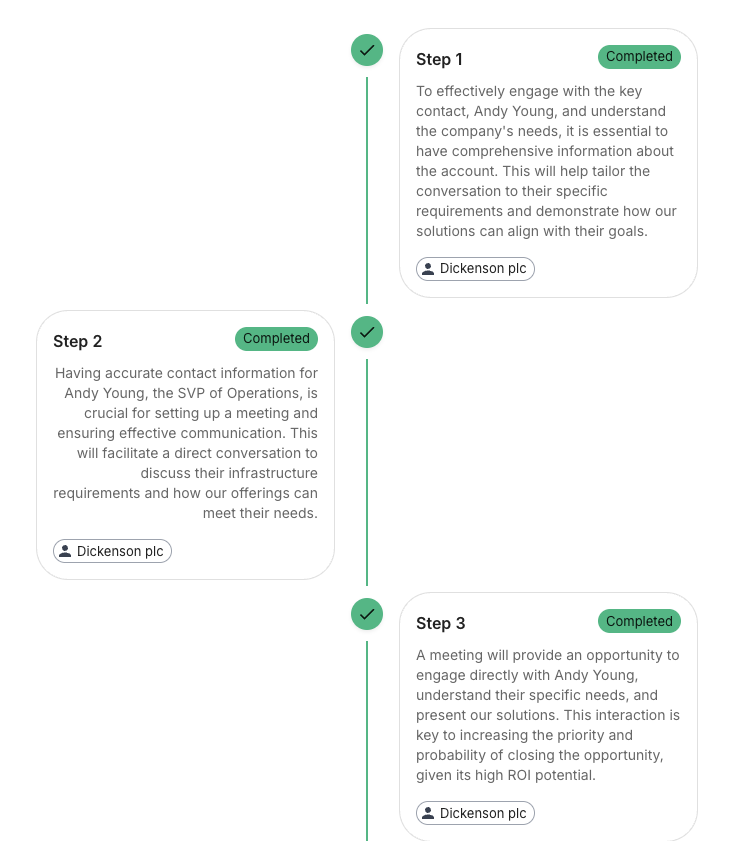 Step 1
Completed
To effectively engage with the key
contact, Andy Young, and understand
the company's needs, it is essential to
have comprehensive information about
the account. This will help tailor the
conversation to their specific
requirements and demonstrate how our
solutions can align with their goals.
Dickenson plc
Step 2
Completed
Having accurate contact information for
Andy Young, the SVP of Operations, is
crucial for setting up a meeting and
ensuring effective communication. This
will facilitate a direct conversation to
discuss their infrastructure
requirements and how our offerings can
meet their needs.
Dickenson plc
Step 3
Completed
A meeting will provide an opportunity to
engage directly with Andy Young,
understand their specific needs, and
present our solutions. This interaction is
key to increasing the priority and
probability of closing the opportunity,
given its high ROI potential.
Dickenson plc